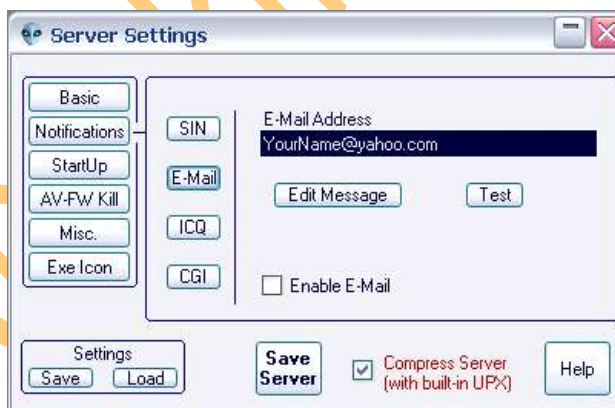 Server Settings
Basic
Notifications
StartUp
AV-FW Kill
Misc.
Exe Icon
SIN
E-Mail
ICQ
CGI
E-Mail Address
YourName@yahoo.com
Edit Message
Test
Enable E-Mail
Settings
Save
Load
Save
Server
Compress Server
(with built-in UPX)
Help